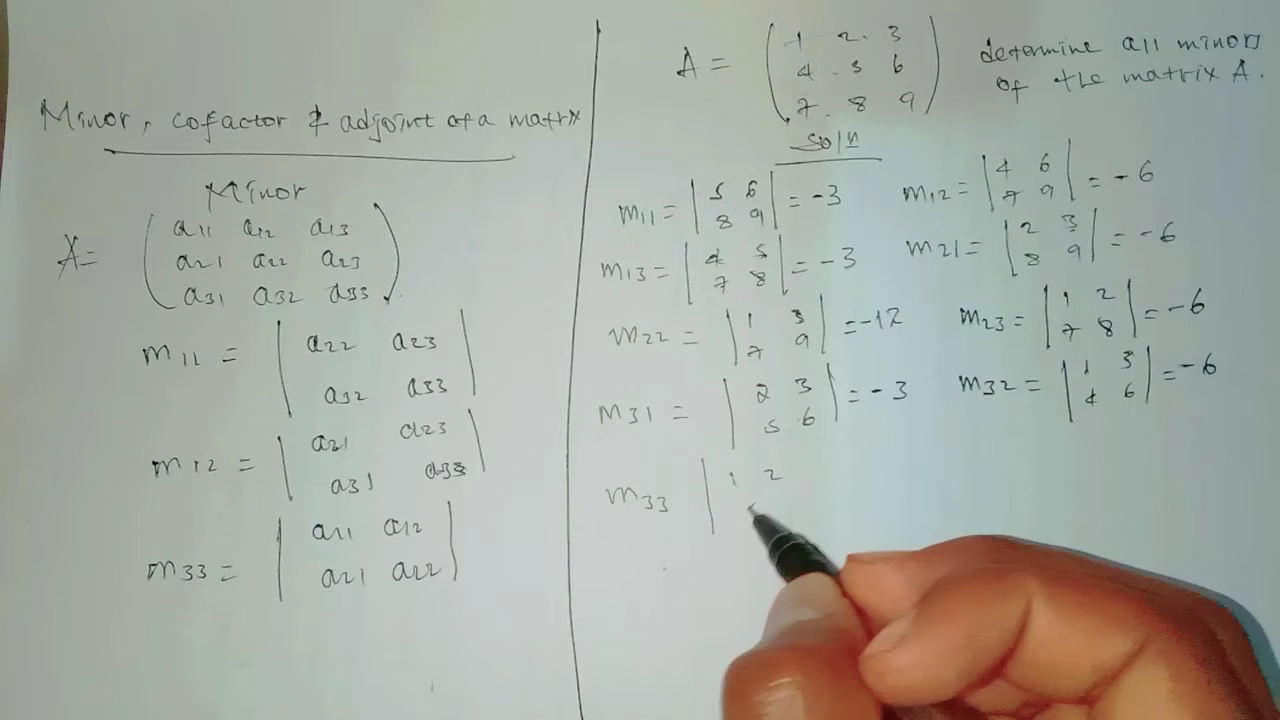 Minor, cofactor & adjoint of a matrix
Minor
A= ( a11 a12 a13
a21 a22 a23
a31 a32 a33 )
m11 = | a22 a23
a32 a33 |
m12 = | a21 a23
a31 a33 |
m33 = | a11 a12
a21 a22 |
A = ( 1 2 3
4 5 6
7 8 9 )
determine all minors
of the matrix A.
Soln
m11 = | 5 6
8 9 | = -3
m12 = | 4 6
7 9 | = -6
m13 = | 4 5
7 8 | = -3
m21 = | 2 3
8 9 | = -6
m22 = | 1 3
7 9 | = -12
m23 = | 1 2
7 8 | = -6
m31 = | 2 3
5 6 | = -3
m32 = | 1 3
4 6 | = -6
m33 | 1 2